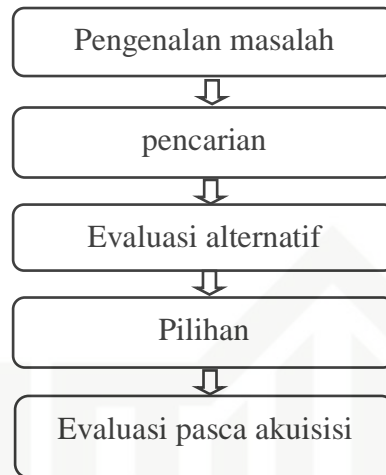 Pengenalan masalah
pencarian
Evaluasi alternatif
Pilihan
Evaluasi pasca akuisisi